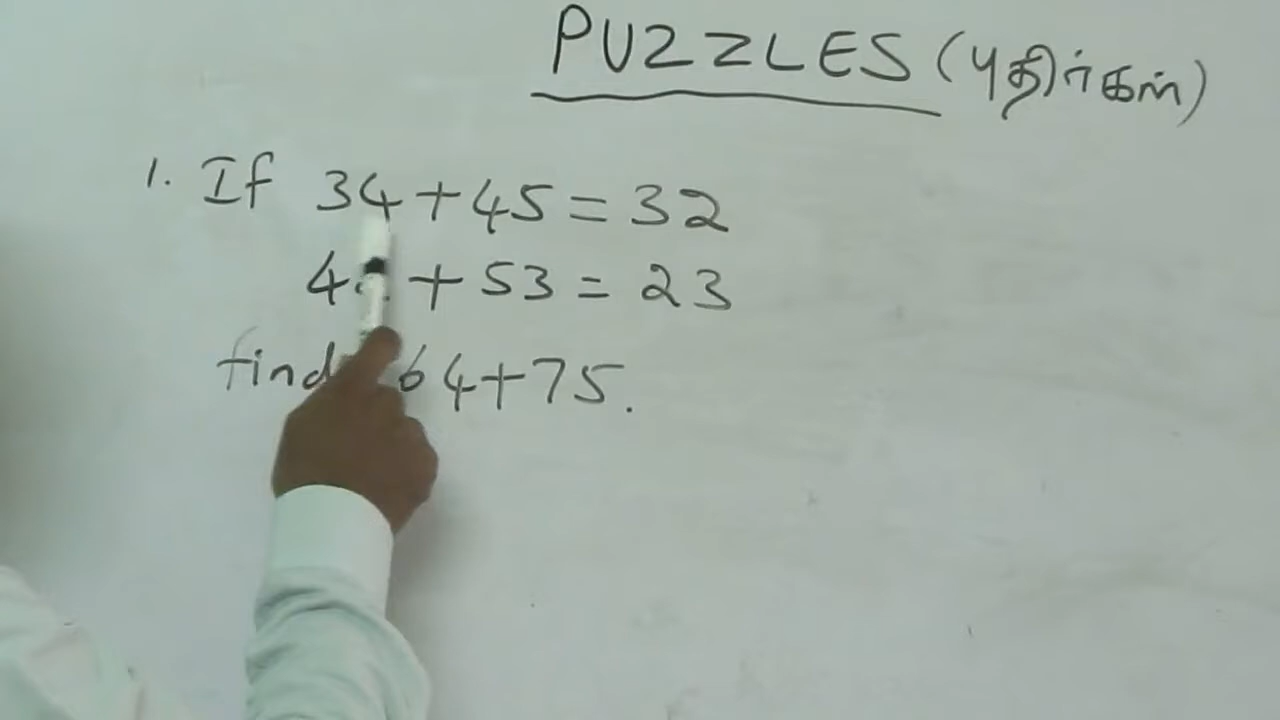 PUZZLES (புதிர்கள்)
1. If 34+45=32
+ 53 = 23
find 64+75.